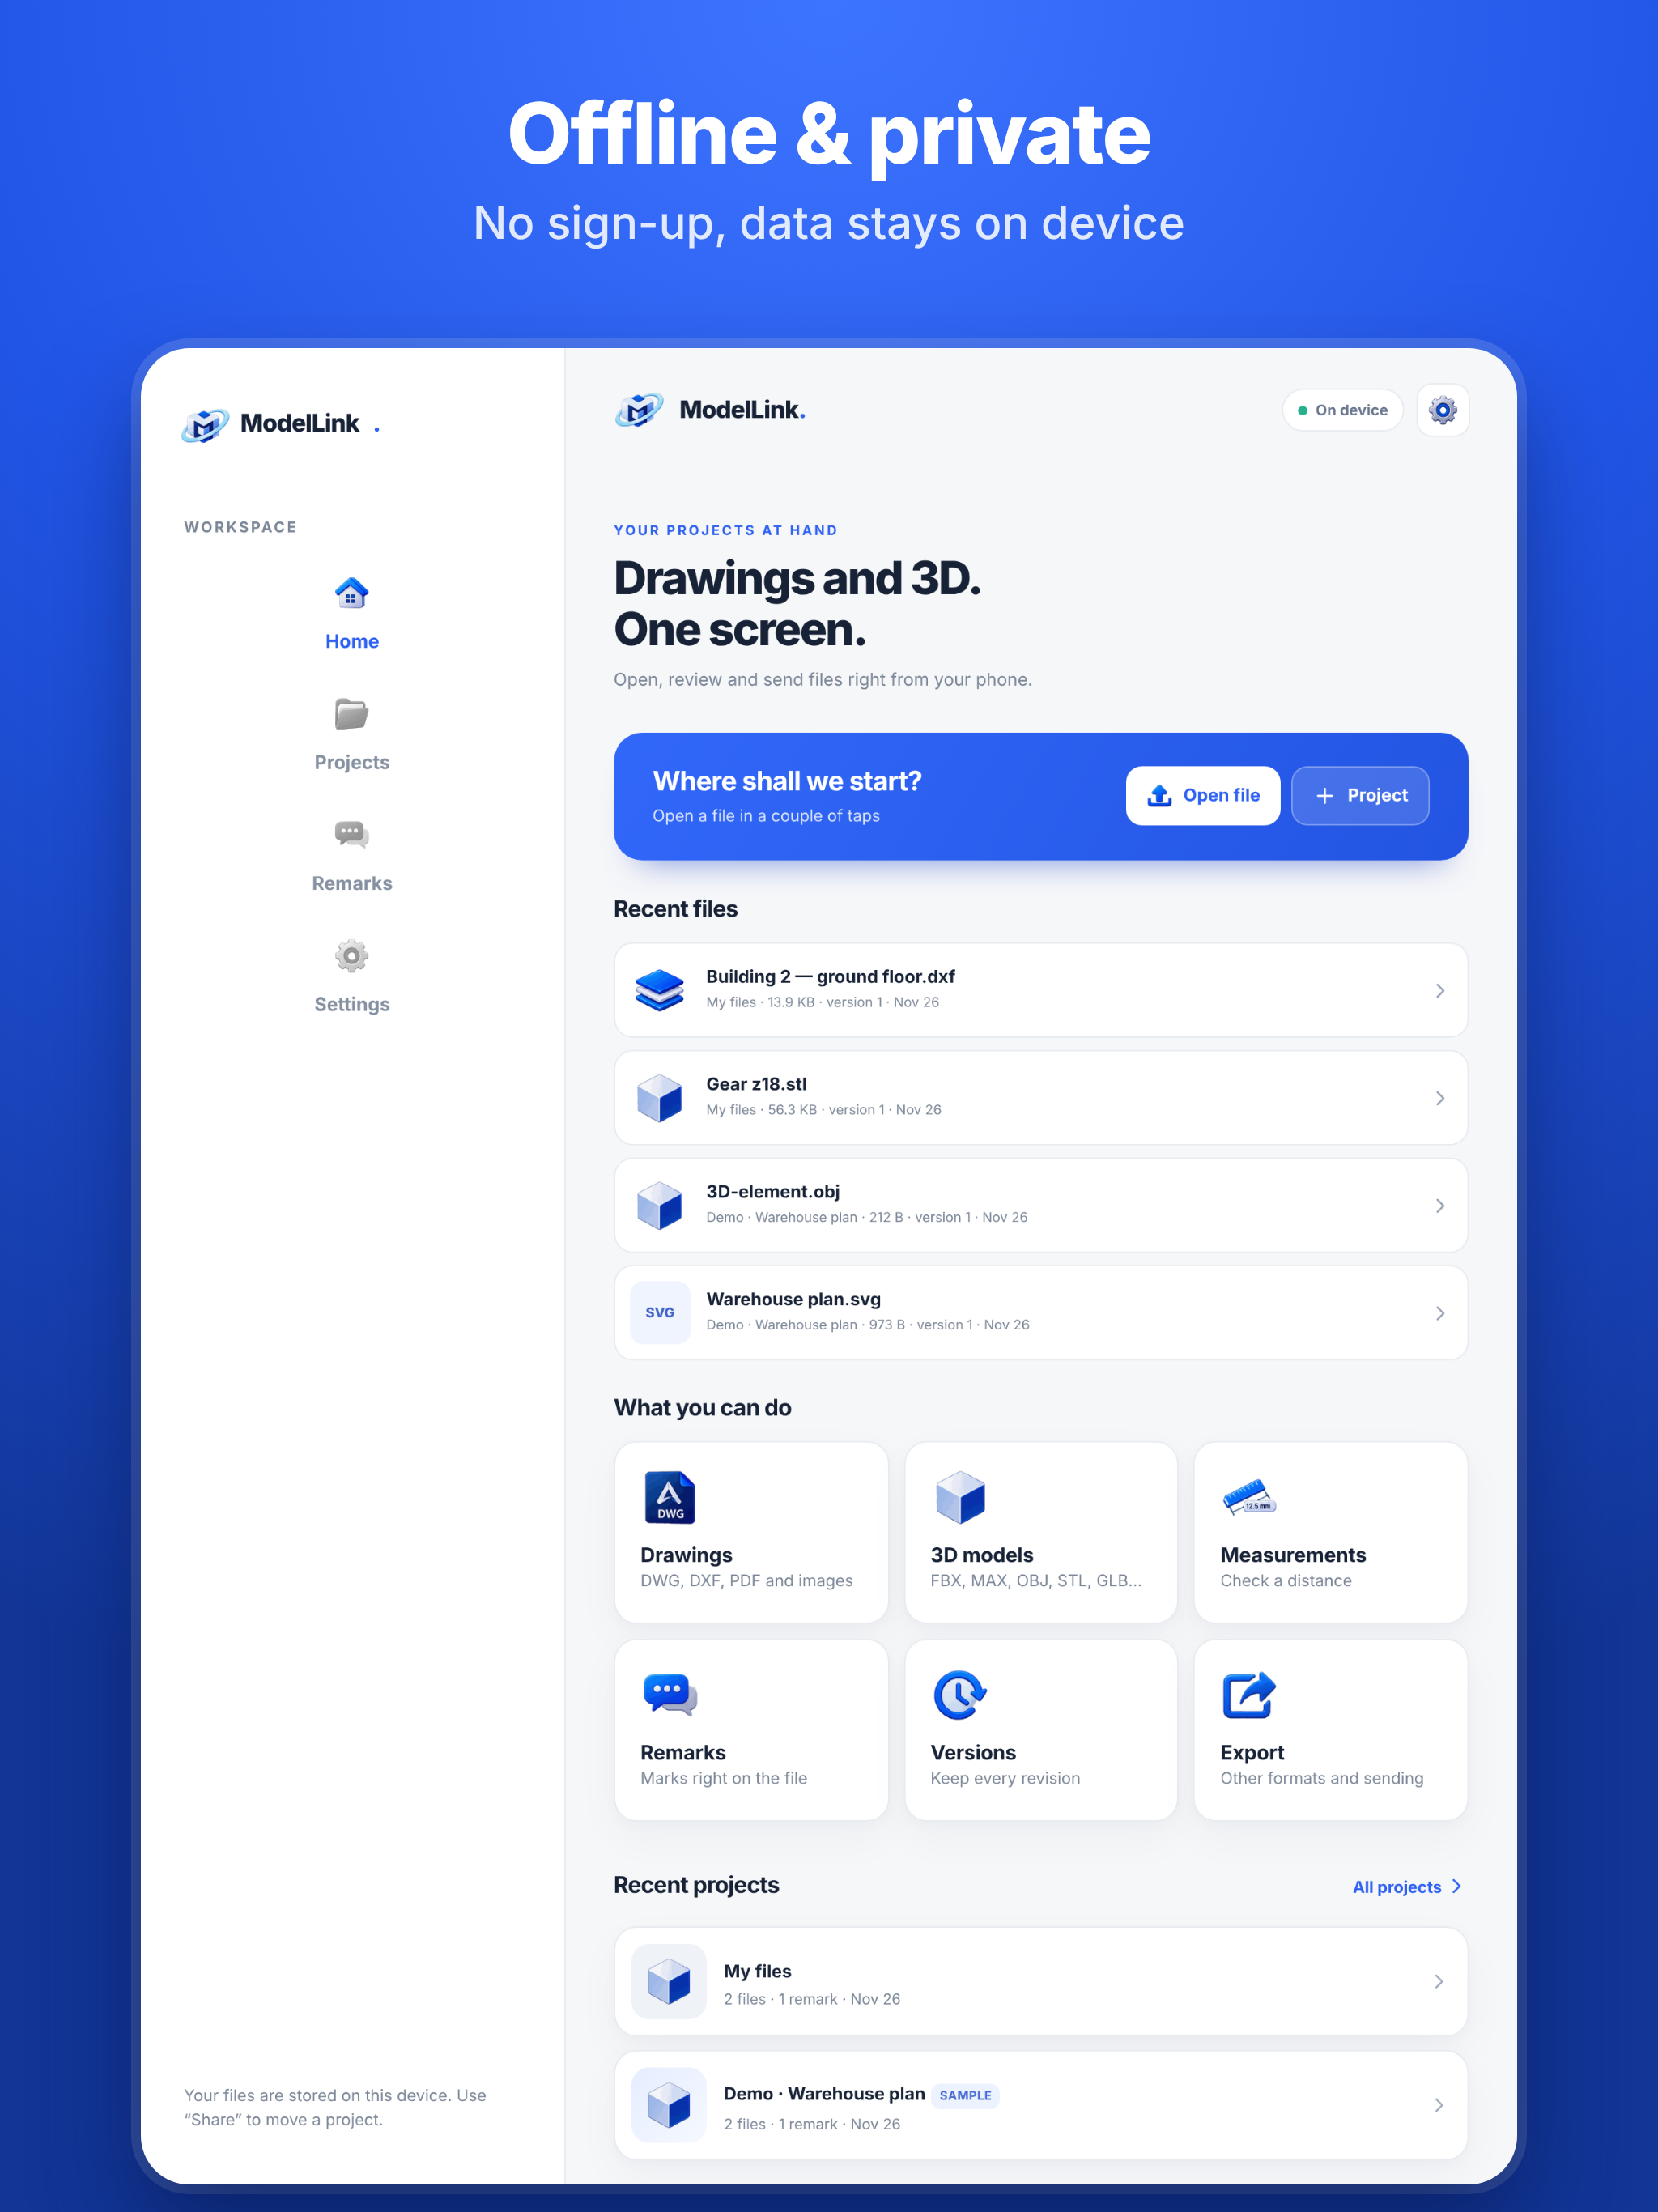 Offline & private
No sign-up, data stays on device
ModelLink .
WORKSPACE
Home
Projects
Remarks
Settings
Your files are stored on this device. Use
“Share” to move a project.
ModelLink.
On device
YOUR PROJECTS AT HAND
Drawings and 3D.
One screen.
Open, review and send files right from your phone.
Where shall we start?
Open a file in a couple of taps
Open file
Project
Recent files
Building 2 — ground floor.dxf
My files · 13.9 KB · version 1 · Nov 26
Gear z18.stl
My files · 56.3 KB · version 1 · Nov 26
3D-element.obj
Demo · Warehouse plan · 212 B · version 1 · Nov 26
SVG
Warehouse plan.svg
Demo · Warehouse plan · 973 B · version 1 · Nov 26
What you can do
DWG
Drawings
DWG, DXF, PDF and images
3D models
FBX, MAX, OBJ, STL, GLB...
12.5 mm
Measurements
Check a distance
Remarks
Marks right on the file
Versions
Keep every revision
Export
Other formats and sending
Recent projects
All projects
My files
2 files · 1 remark · Nov 26
Demo · Warehouse plan SAMPLE
2 files · 1 remark · Nov 26